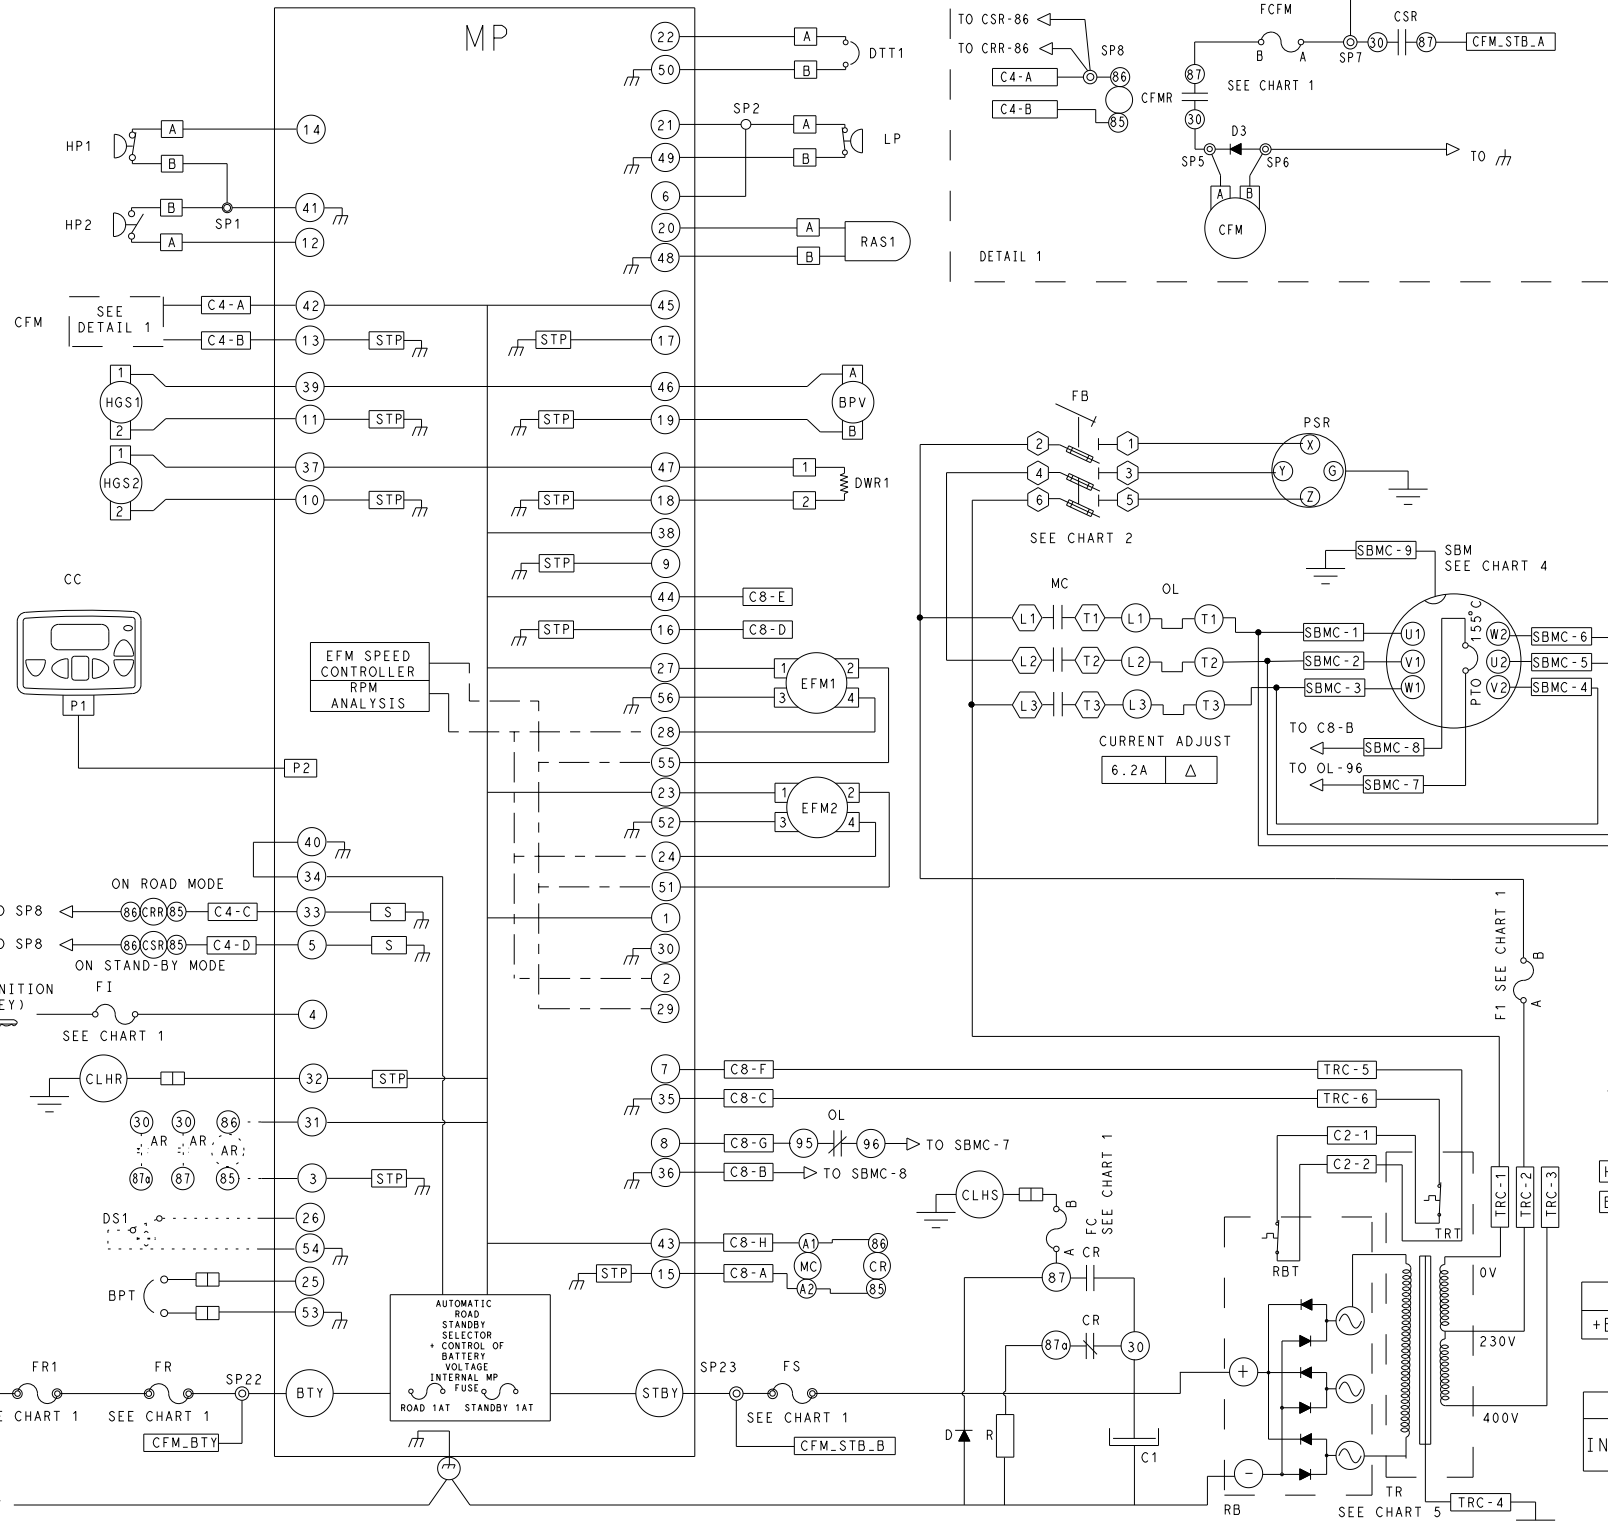 MP
22
A
50
B
DTT1
SP2
21
A
49
B
LP
6
20
A
48
B
RAS1
HP1
A
B
14
HP2
B
A
SP1
41
12
CFM
SEE
DETAIL 1
C4-A
C4-B
42
13
STP
45
STP
17
1
HGS1
2
39
11
STP
46
STP
19
A
BPV
B
1
HGS2
2
37
10
STP
47
STP
18
1
2
DWR1
38
STP
9
44
C8-E
STP
16
C8-D
EFM SPEED
CONTROLLER
RPM
ANALYSIS
27
56
28
55
1
2
3
4
EFM1
23
52
24
51
1
2
3
4
EFM2
1
30
2
29
CC
P1
P2
40
34
ON ROAD MODE
SP8
86
CRR
85
C4-C
33
S
SP8
86
CSR
85
C4-D
5
S
ON STAND-BY MODE
NITION
EY)
FI
4
SEE CHART 1
CLHR
32
STP
30
30
86
31
AR
AR
AR
87a
87
85
3
STP
DS1
26
54
BPT
25
53
FR1
FR
SP22
BTY
E CHART 1
SEE CHART 1
CFM_BTY
AUTOMATIC
ROAD
STANDBY
SELECTOR
+ CONTROL OF
BATTERY
VOLTAGE
INTERNAL MP
FUSE
ROAD 1AT
STANDBY 1AT
7
C8-F
TRC-5
35
C8-C
TRC-6
8
C8-G
95
OL
96
TO SBMC-7
36
C8-B
TO SBMC-8
43
C8-H
A1
86
MC
CR
STP
15
C8-A
A2
85
STBY
SP23
FS
SEE CHART 1
CFM_STB_B
CLHS
B
A
FC
SEE CHART 1
87
CR
87a
CR
30
D
R
C1
TO CSR-86
TO CRR-86
SP8
C4-A
86
C4-B
85
CFMR
87
30
FCFM
B
A
SEE CHART 1
SP7
30
CSR
87
CFM_STB_A
SP5
D3
SP6
TO
A
B
CFM
DETAIL 1
FB
2
1
4
3
6
5
SEE CHART 2
PSR
X
Y
G
Z
SBMC-9
SBM
SEE CHART 4
MC
OL
L1
T1
L1
T1
SBMC-1
U1
W2
SBMC-6
L2
T2
L2
T2
SBMC-2
V1
U2
SBMC-5
L3
T3
L3
T3
SBMC-3
W1
V2
SBMC-4
PTO 155°C
CURRENT ADJUST
6.2A
Δ
TO C8-B
SBMC-8
TO OL-96
SBMC-7
F1 SEE CHART 1
B
A
C2-1
C2-2
TRC-1
TRC-2
TRC-3
TRT
RBT
0V
230V
400V
+
-
RB
TR
SEE CHART 5
TRC-4
IN